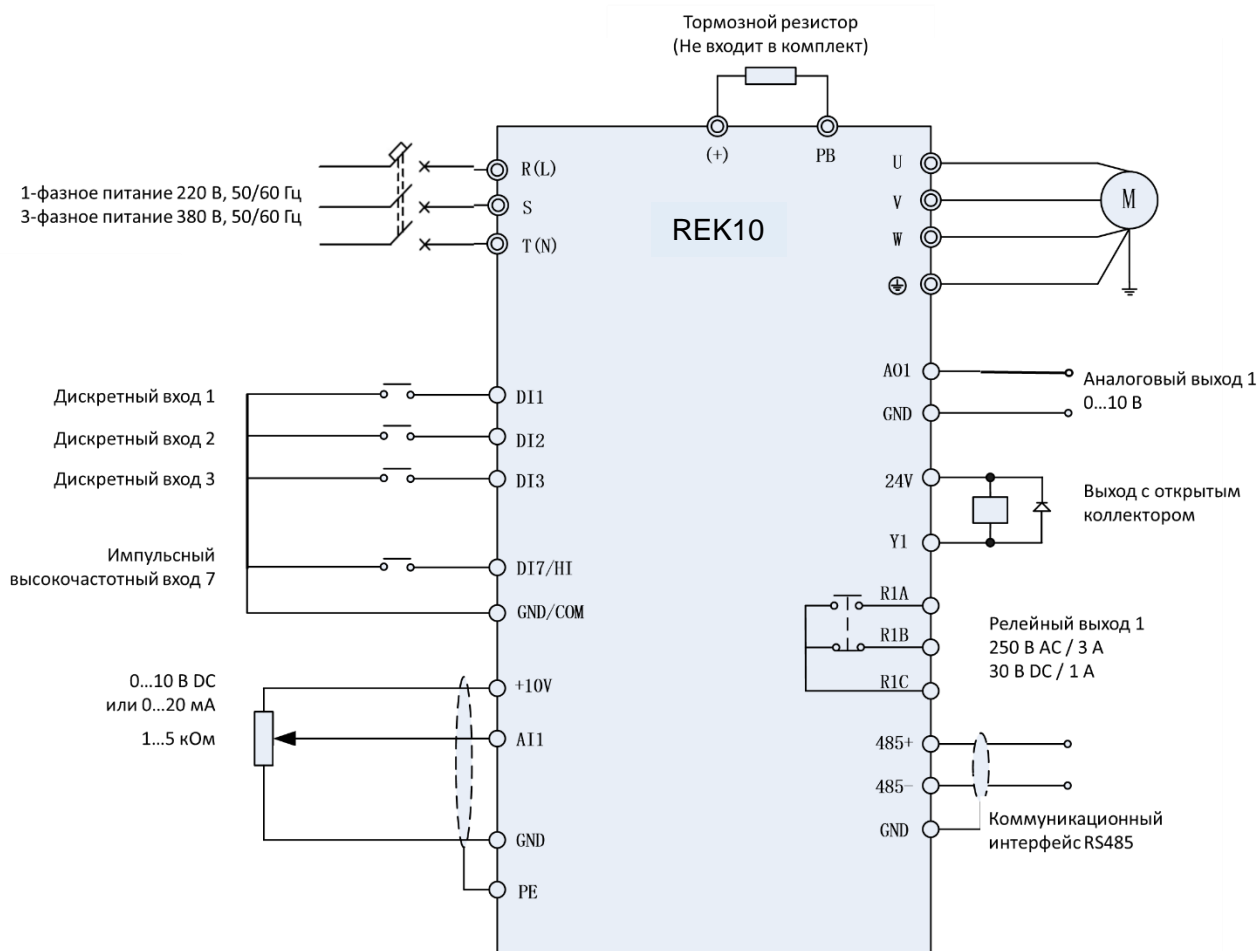 Тормозной резистор
(Не входит в комплект)
(+)
PB
1-фазное питание 220 В, 50/60 Гц
3-фазное питание 380 В, 50/60 Гц
R(L)
S
T(N)
REK10
U
V
W
M
Дискретный вход 1
DI1
Дискретный вход 2
DI2
Дискретный вход 3
DI3
Импульсный
высокочастотный вход 7
DI7/HI
GND/COM
0...10 В DC
или 0...20 мА
1...5 кОм
+10V
AI1
GND
PE
AO1
GND
Аналоговый выход 1
0...10 В
24V
Y1
Выход с открытым
коллектором
R1A
R1B
R1C
Релейный выход 1
250 В AC / 3 А
30 В DC / 1 А
485+
485-
GND
Коммуникационный
интерфейс RS485